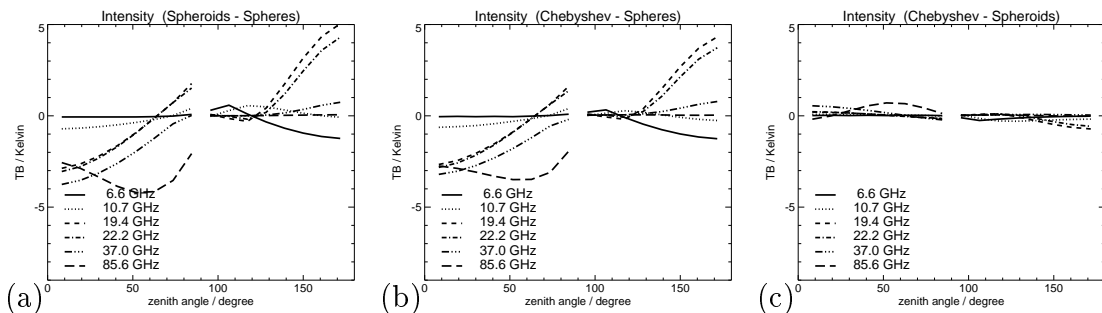 Intensity (Spheroids - Spheres)
5
0
-5
TB / Kelvin
6.6 GHz
10.7 GHz
19.4 GHz
22.2 GHz
37.0 GHz
85.6 GHz
0 50 100 150
zenith angle / degree
(a)
Intensity (Chebyshev - Spheres)
5
0
-5
TB / Kelvin
6.6 GHz
10.7 GHz
19.4 GHz
22.2 GHz
37.0 GHz
85.6 GHz
0 50 100 150
zenith angle / degree
(b)
Intensity (Chebyshev - Spheroids)
5
0
-5
TB / Kelvin
6.6 GHz
10.7 GHz
19.4 GHz
22.2 GHz
37.0 GHz
85.6 GHz
0 50 100 150
zenith angle / degree
(c)